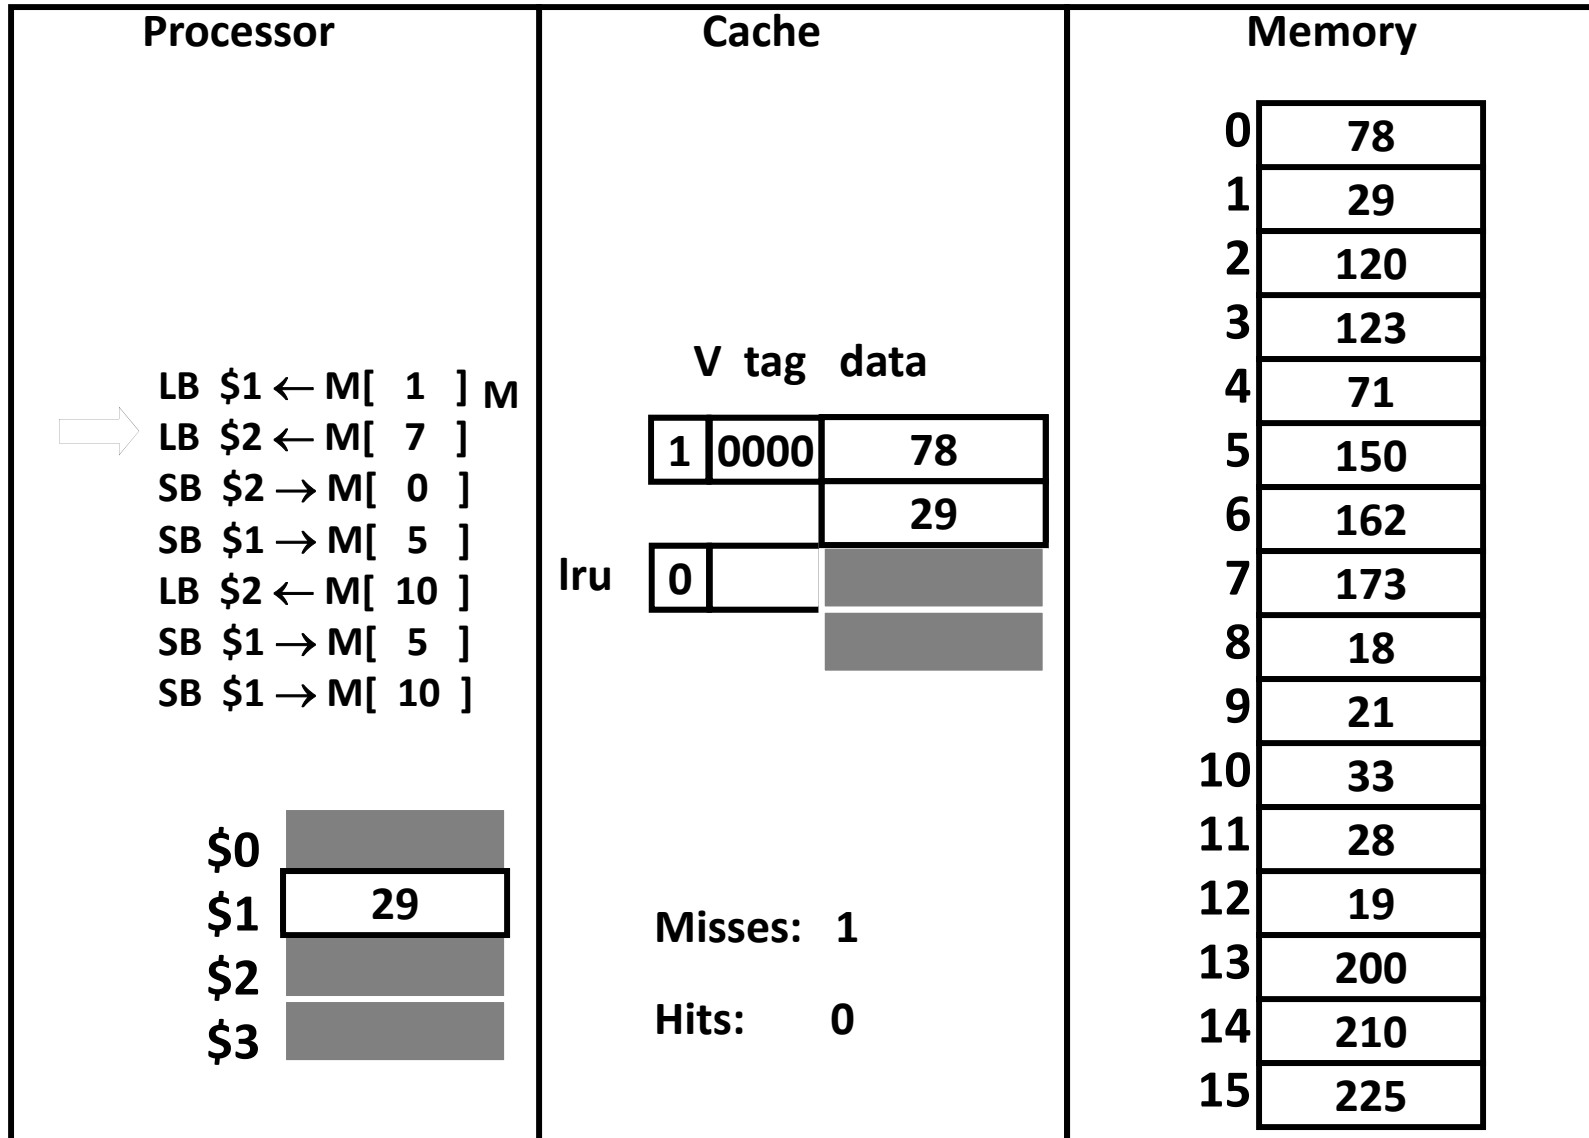 Processor
LB $1 ← M[ 1 ] M
LB $2 ← M[ 7 ]
SB $2 → M[ 0 ]
SB $1 → M[ 5 ]
LB $2 ← M[ 10 ]
SB $1 → M[ 5 ]
SB $1 → M[ 10 ]
$0
$1 29
$2
$3
Cache
V tag data
1 0000 78
29
lru 0
Misses: 1
Hits: 0
Memory
0 78
1 29
2 120
3 123
4 71
5 150
6 162
7 173
8 18
9 21
10 33
11 28
12 19
13 200
14 210
15 225